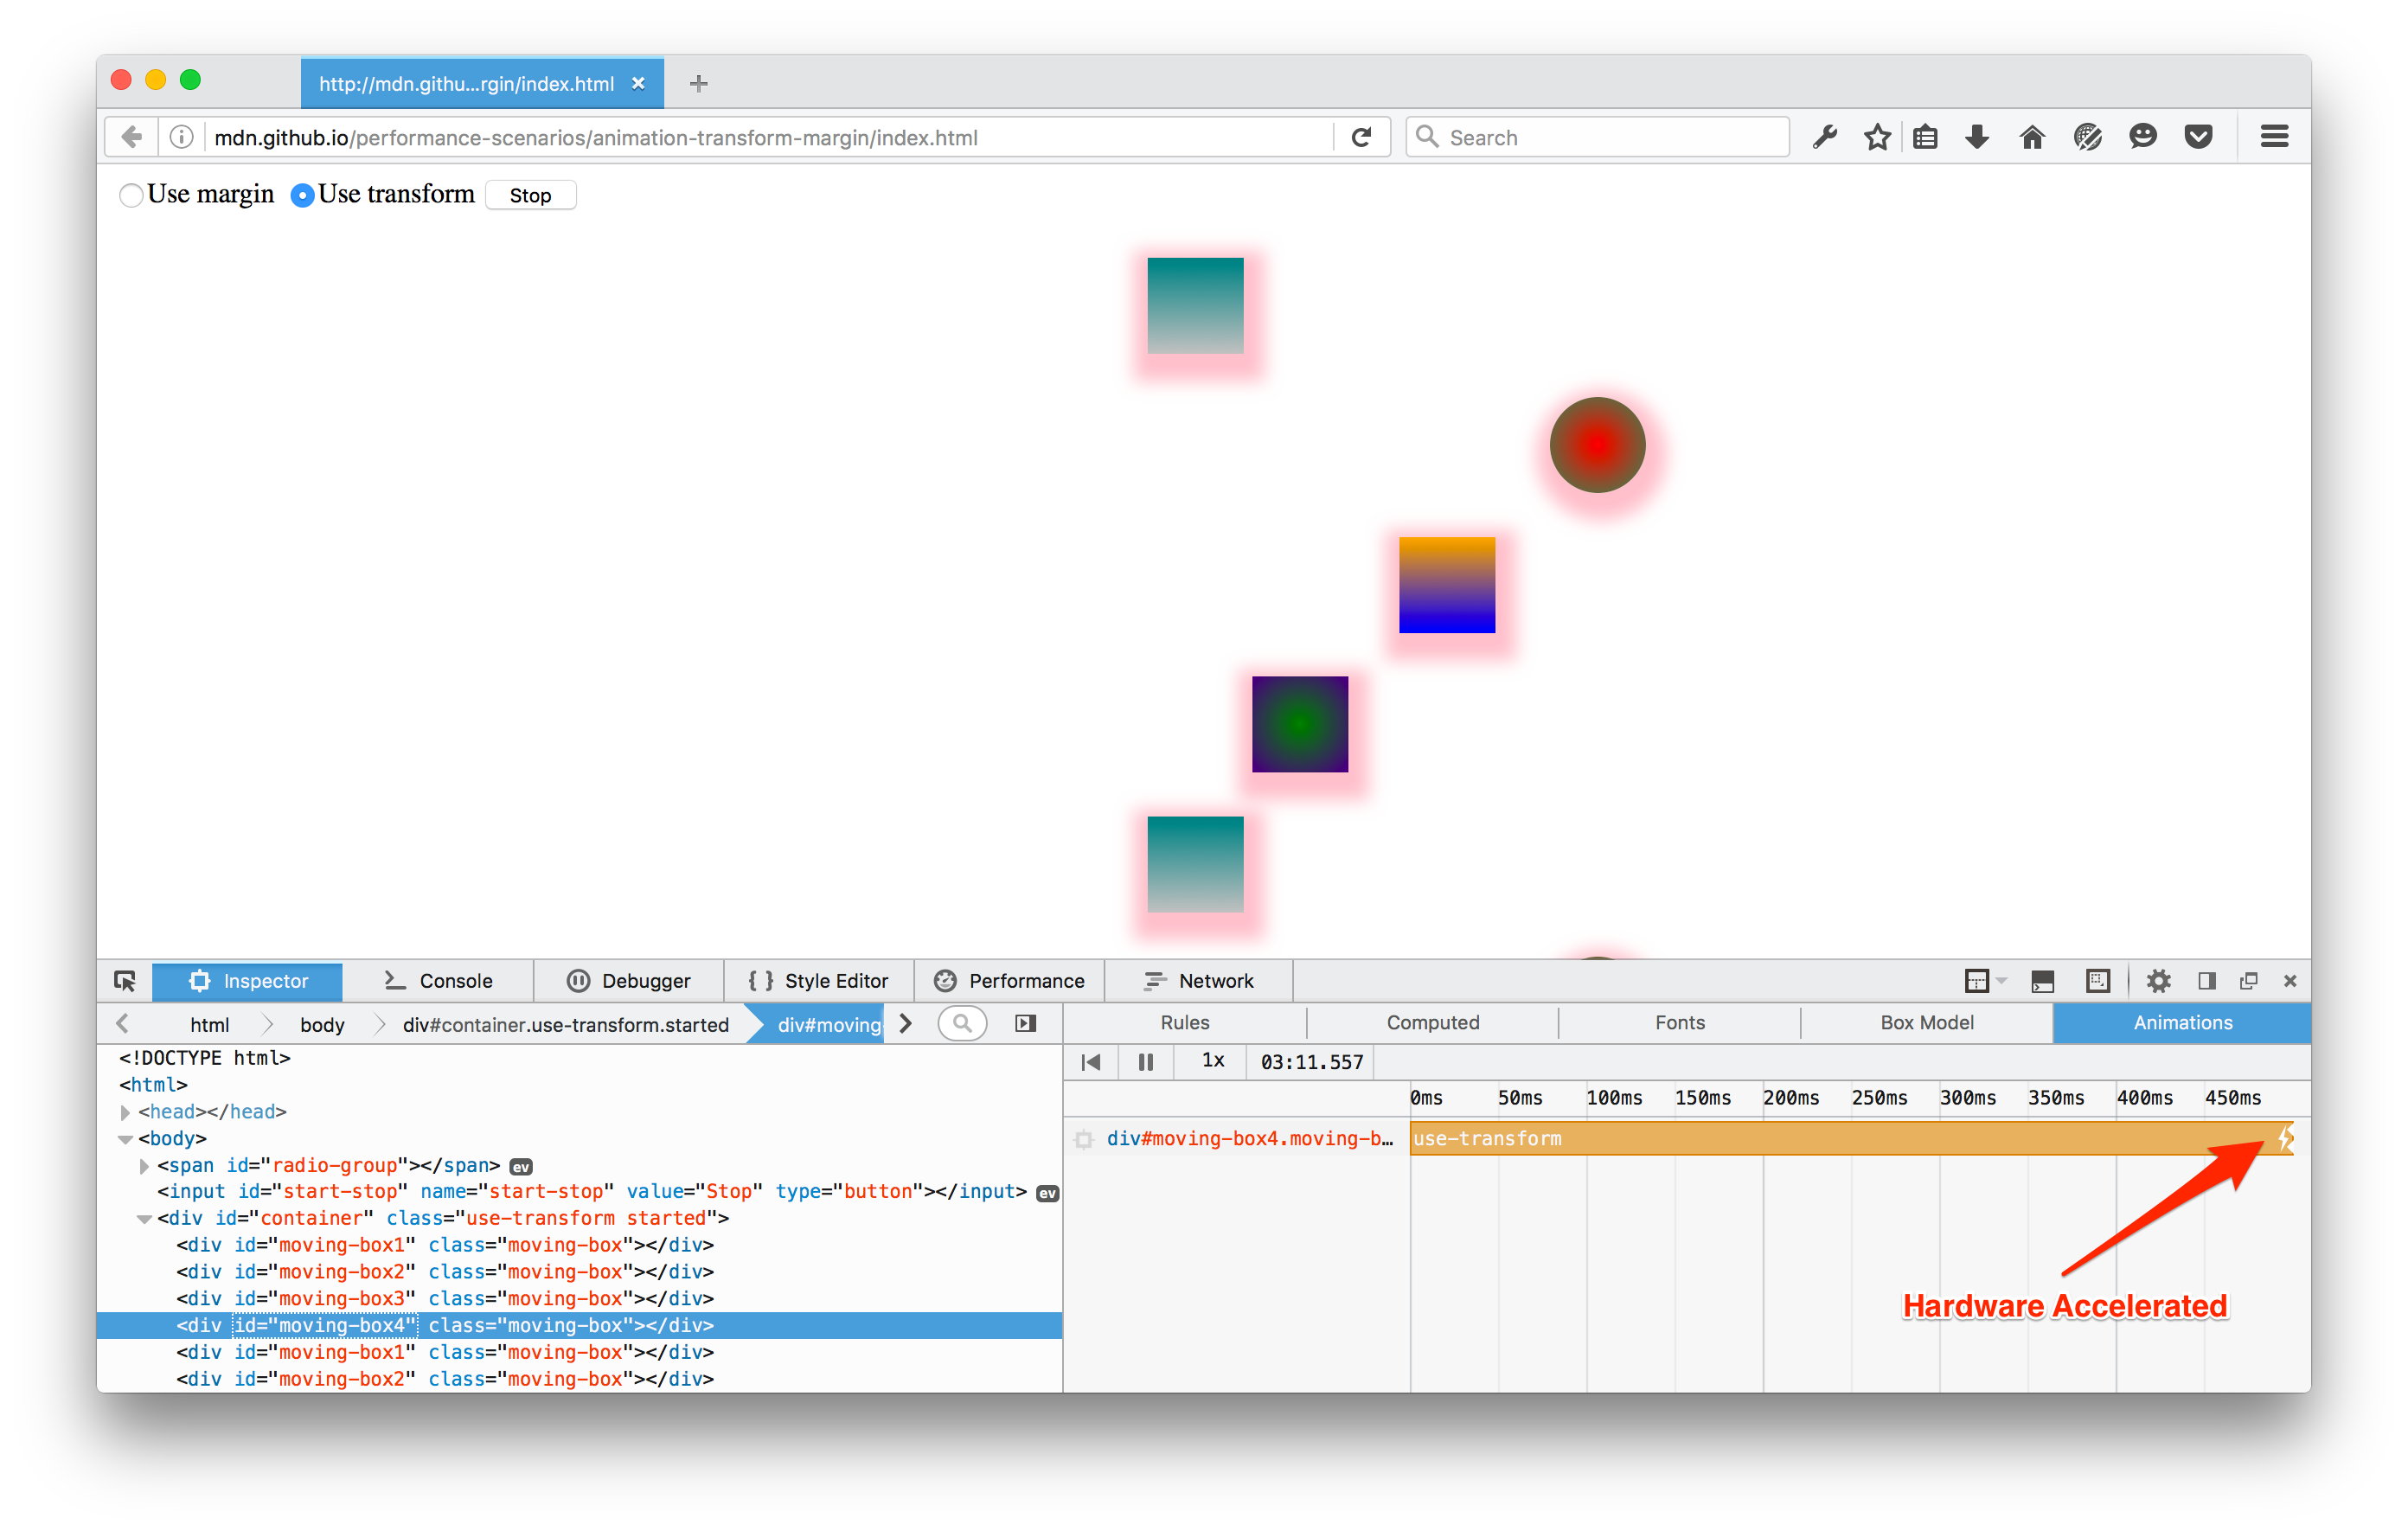 http://mdn.githu...rgin/index.html
mdn.github.io/performance-scenarios/animation-transform-margin/index.html
Search
Use margin Use transform Stop
Inspector Console Debugger { } Style Editor Performance Network
html body div#container.use-transform.started div#moving-
Rules Computed Fonts Box Model Animations
<!DOCTYPE html>
<html>
<head></head>
<body>
<span id="radio-group"></span> ev
<input id="start-stop" name="start-stop" value="Stop" type="button"></input> ev
<div id="container" class="use-transform started">
<div id="moving-box1" class="moving-box"></div>
<div id="moving-box2" class="moving-box"></div>
<div id="moving-box3" class="moving-box"></div>
<div id="moving-box4" class="moving-box"></div>
<div id="moving-box1" class="moving-box"></div>
<div id="moving-box2" class="moving-box"></div>
1x 03:11.557
0ms 50ms 100ms 150ms 200ms 250ms 300ms 350ms 400ms 450ms
div#moving-box4.moving-b... use-transform
Hardware Accelerated